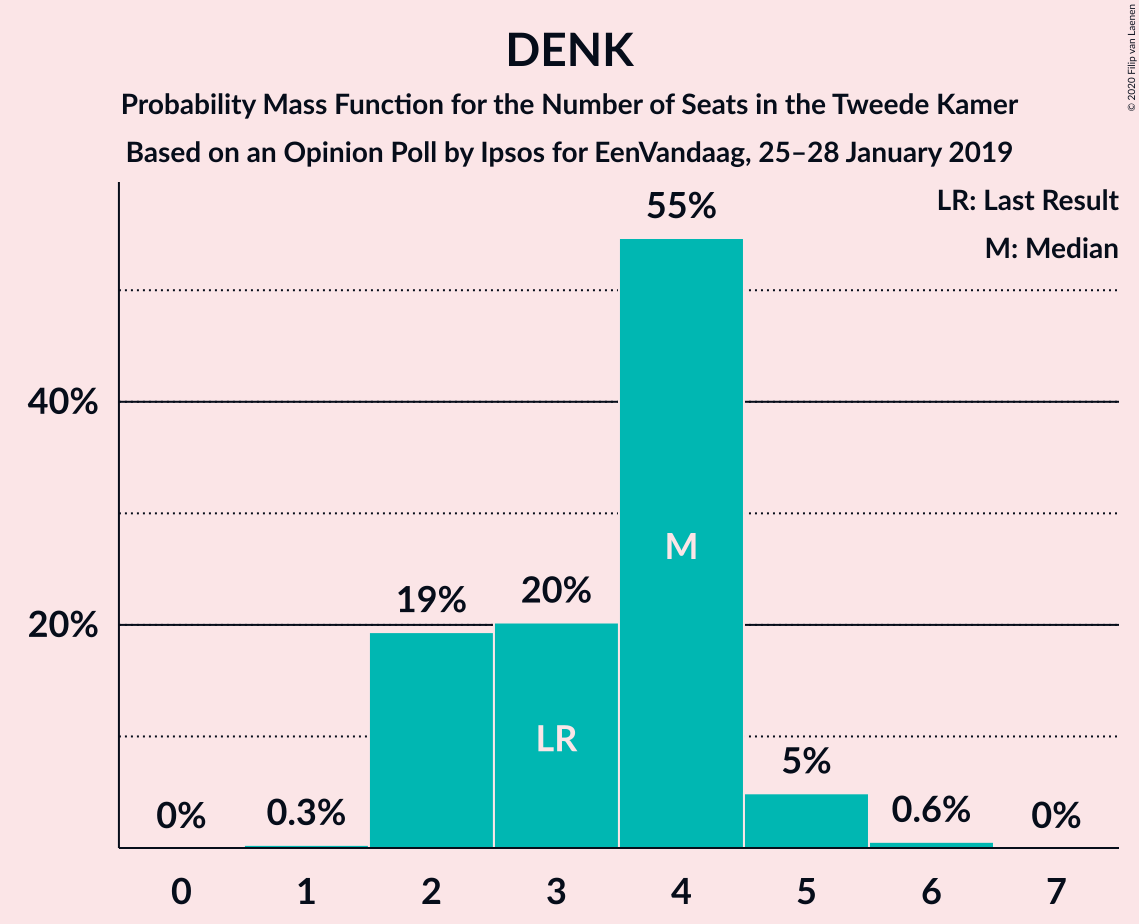 DENK
Probability Mass Function for the Number of Seats in the Tweede Kamer
Based on an Opinion Poll by Ipsos for EenVandaag, 25–28 January 2019
© 2020 Filip van Laenen
LR: Last Result
M: Median
55%
40%
M
20%
19%
20%
LR
5%
0%
0.3%
0.6%
0%
0 1 2 3 4 5 6 7